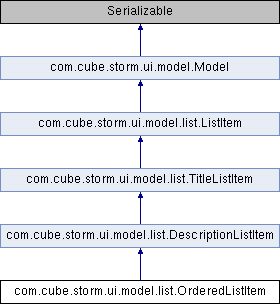 Serializable
com.cube.storm.ui.model.Model
com.cube.storm.ui.model.list.ListItem
com.cube.storm.ui.model.list.TitleListItem
com.cube.storm.ui.model.list.DescriptionListItem
com.cube.storm.ui.model.list.OrderedListItem